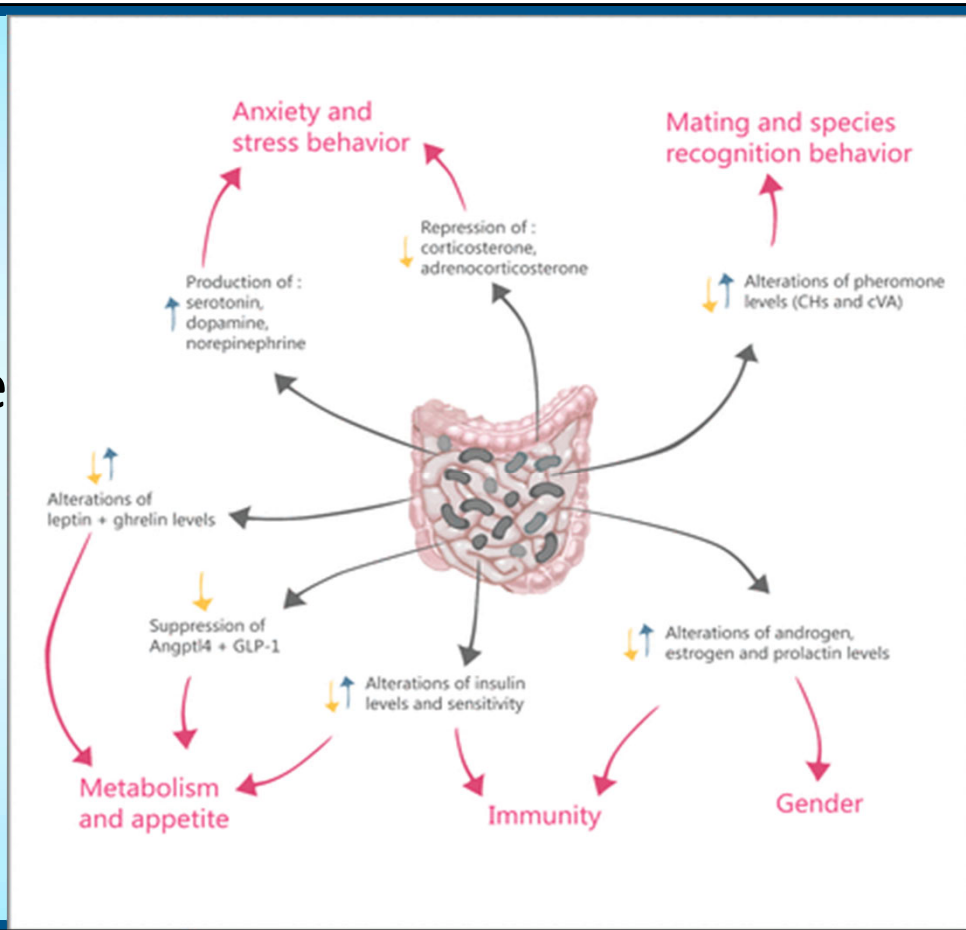 Anxiety and
stress behavior
Mating and species
recognition behavior
Repression of :
corticosterone,
adrenocorticosterone
Production of :
serotonin,
dopamine,
norepinephrine
Alterations of pheromone
levels (CHs and cVA)
e
Alterations of
leptin + ghrelin levels
Suppression of
Angptl4 + GLP-1
Alterations of androgen,
estrogen and prolactin levels
Alterations of insulin
levels and sensitivity
Metabolism
and appetite
Immunity
Gender